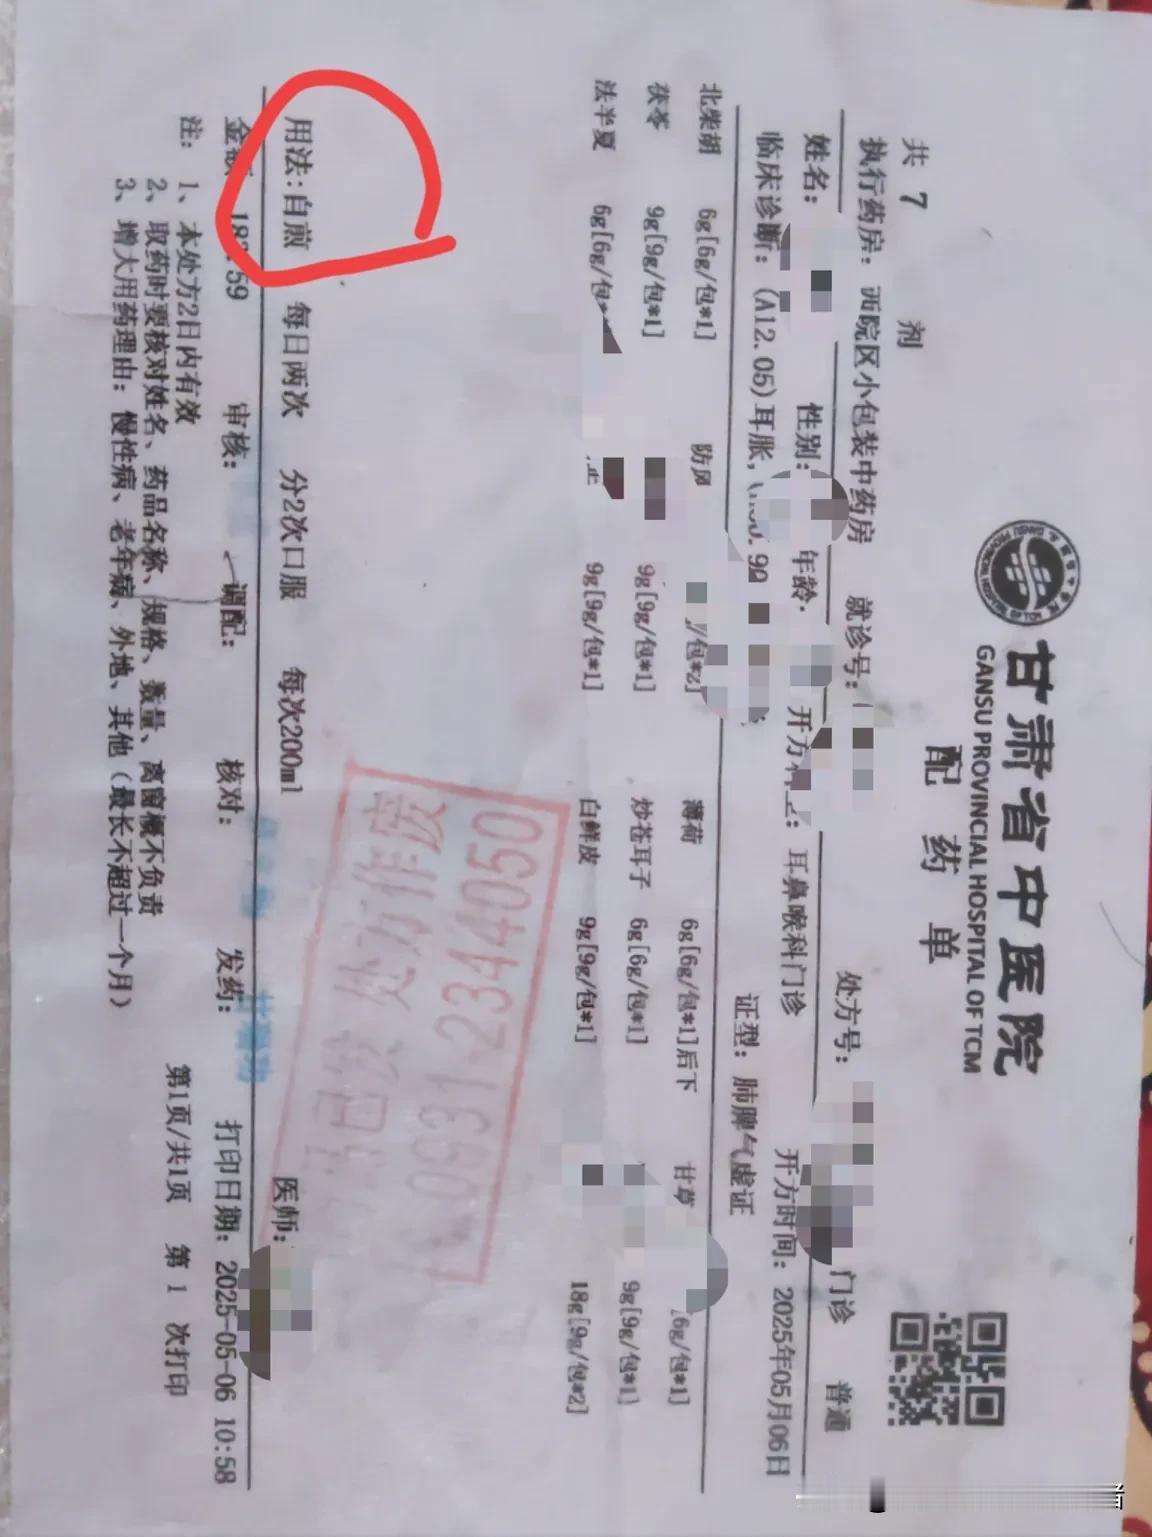 甘肃省中医院
GANSU PROVINCIAL HOSPITAL OF TCM
配药单
共 7 剂
执行药房：西院区小包装中药房 就诊号： 处方号： 门诊 普通
姓名： 性别： 年龄： 开方科室：耳鼻喉科门诊 开方时间：2025年05月06日
临床诊断：(A12.05)耳胀, 证型：肺脾气虚证
北柴胡 6g[6g/包*1] 防风 /包*2] 薄荷 6g[6g/包*1]后下 甘草 6g/包*1]
茯苓 9g[9g/包*1] 9g[9g/包*1] 炒苍耳子 6g[6g/包*1] 9g[9g/包*1]
法半夏 6g[6g/包* 9g[9g/包*1] 白鲜皮 9g[9g/包*1] 18g[9g/包*2]
0931-2344050
用法:自煎 每日两次 分2次口服 每次200ml 医师：
金额 59 审核： 调配： 核对： 发药： 打印日期：2025-05-06 10:58
注： 1、本处方2日内有效 第1页/共1页 第 1 次打印
2、取药时要核对姓名、药品名称、规格、数量、离窗概不负责
3、增大用药理由：慢性病、老年病、外地、其他（最长不超过一个月）